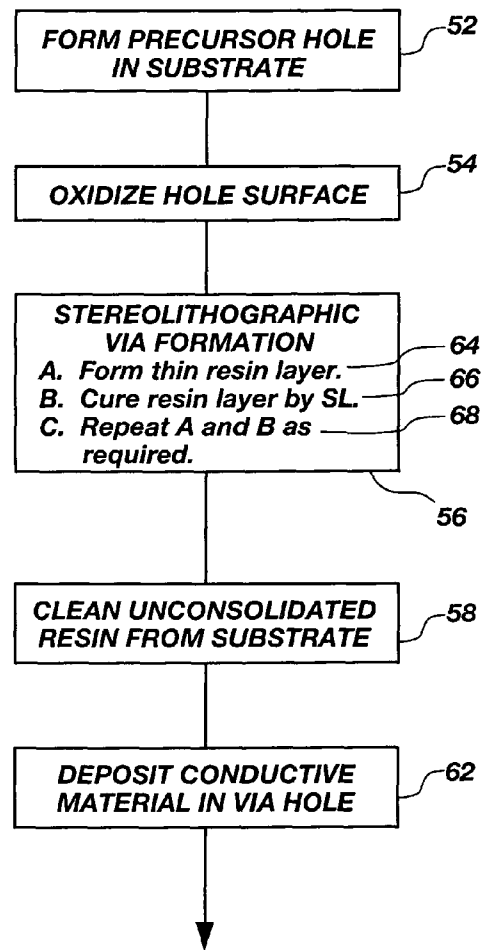 FORM PRECURSOR HOLE
IN SUBSTRATE
52
OXIDIZE HOLE SURFACE
54
STEREOLITHOGRAPHIC
VIA FORMATION
A. Form thin resin layer.
64
B. Cure resin layer by SL.
66
C. Repeat A and B as
68
required.
56
CLEAN UNCONSOLIDATED
RESIN FROM SUBSTRATE
58
DEPOSIT CONDUCTIVE
MATERIAL IN VIA HOLE
62